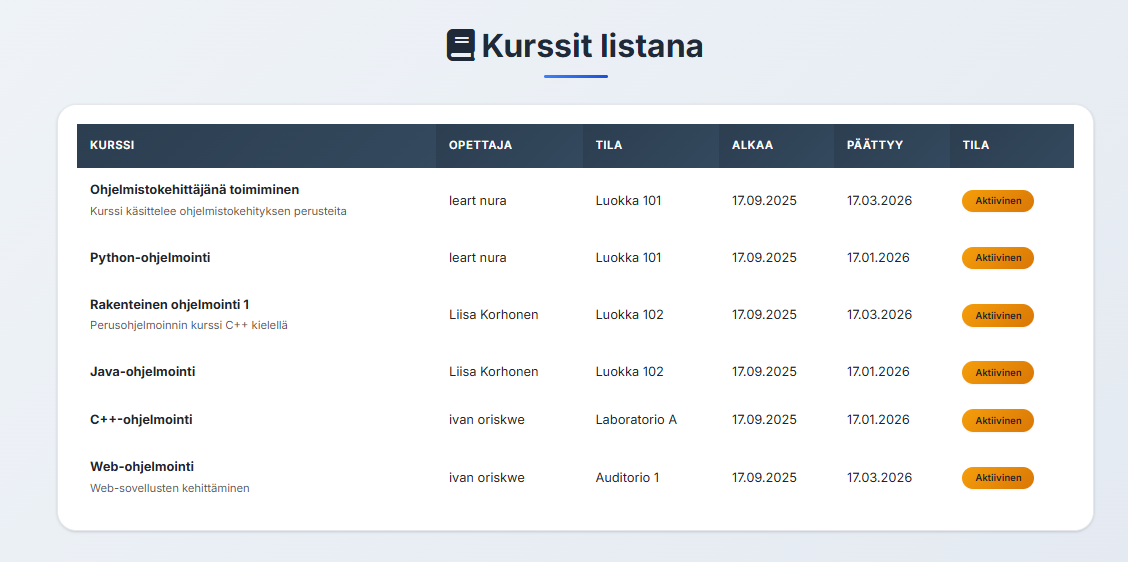 Kurssit listana
KURSSI OPETTAJA TILA ALKAA PÄÄTTYY TILA
Ohjelmistokehittäjänä toimiminen
Kurssi käsittelee ohjelmistokehityksen perusteita
leart nura Luokka 101 17.09.2025 17.03.2026 Aktiivinen
Python-ohjelmointi leart nura Luokka 101 17.09.2025 17.01.2026 Aktiivinen
Rakenteinen ohjelmointi 1
Perusohjelmoinnin kurssi C++ kielellä
Liisa Korhonen Luokka 102 17.09.2025 17.03.2026 Aktiivinen
Java-ohjelmointi Liisa Korhonen Luokka 102 17.09.2025 17.01.2026 Aktiivinen
C++-ohjelmointi ivan oriskwe Laboratorio A 17.09.2025 17.01.2026 Aktiivinen
Web-ohjelmointi
Web-sovellusten kehittäminen
ivan oriskwe Auditorio 1 17.09.2025 17.03.2026 Aktiivinen